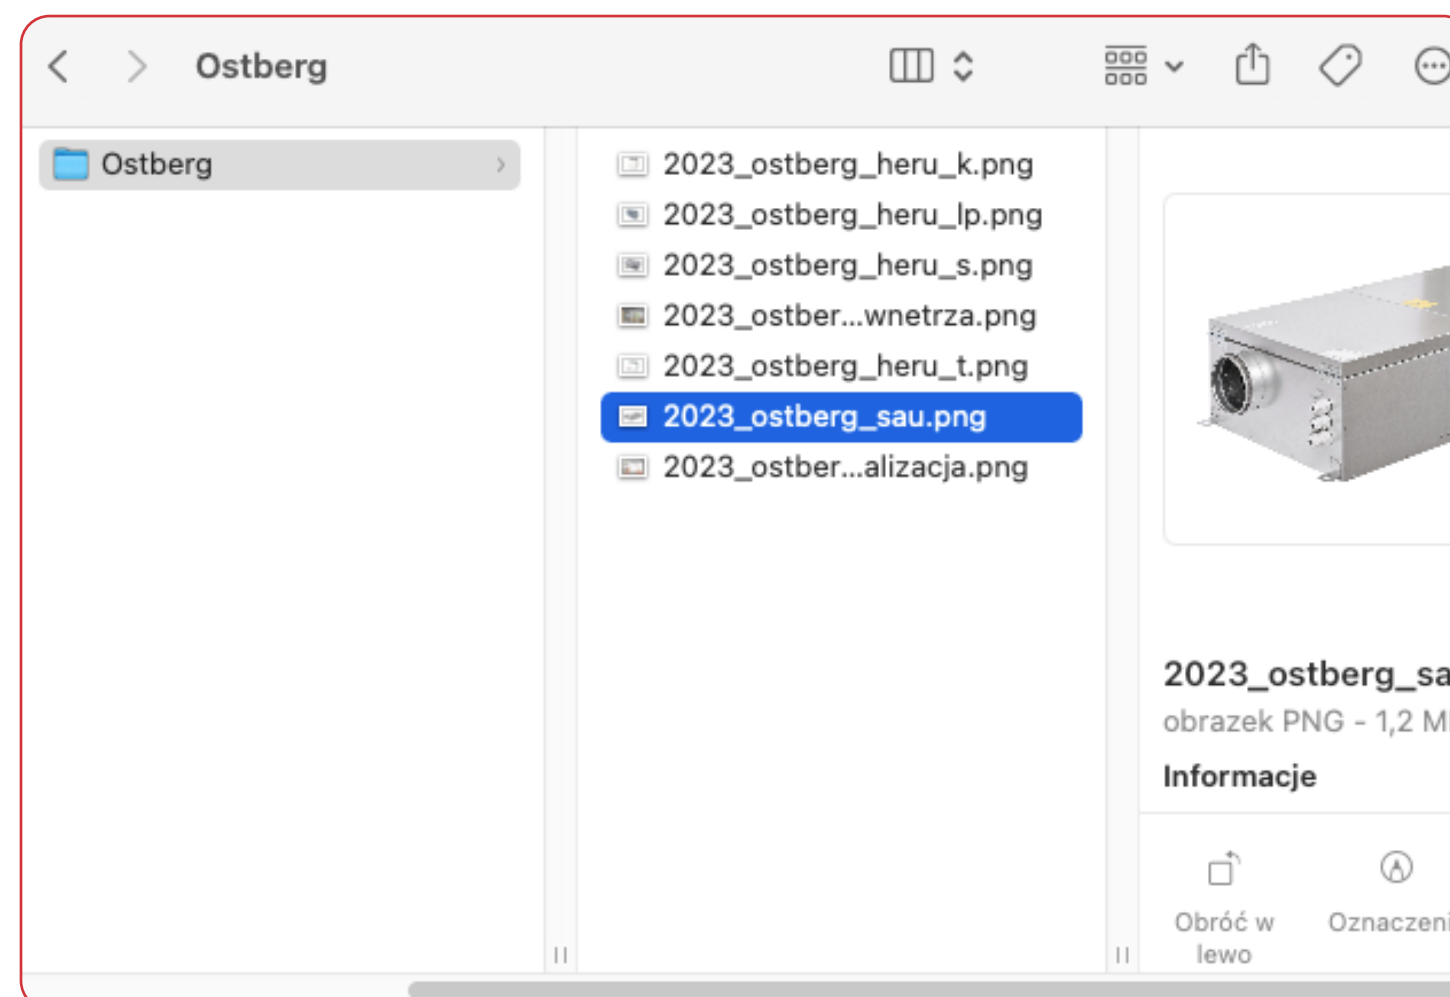 Ostberg
Ostberg
2023_ostberg_heru_k.png
2023_ostberg_heru_lp.png
2023_ostberg_heru_s.png
2023_ostber...wnetrza.png
2023_ostberg_heru_t.png
2023_ostberg_sau.png
2023_ostber...alizacja.png
2023_ostberg_sa
obrazek PNG - 1,2 M
Informacje
Obróć w
lewo
Oznaczeni